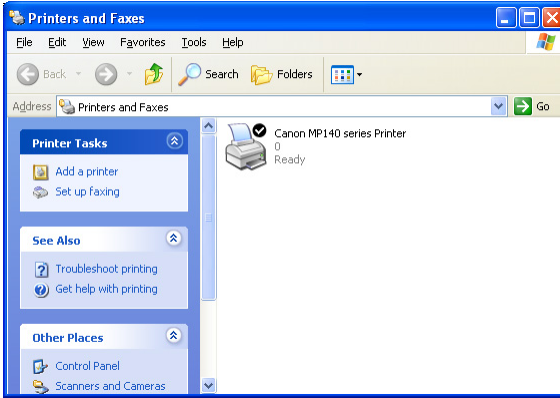 Printers and Faxes
File Edit View Favorites Tools Help
Back Search Folders
Address Printers and Faxes Go
Printer Tasks
Add a printer
Set up faxing
See Also
Troubleshoot printing
Get help with printing
Other Places
Control Panel
Scanners and Cameras
Canon MP140 series Printer
0
Ready